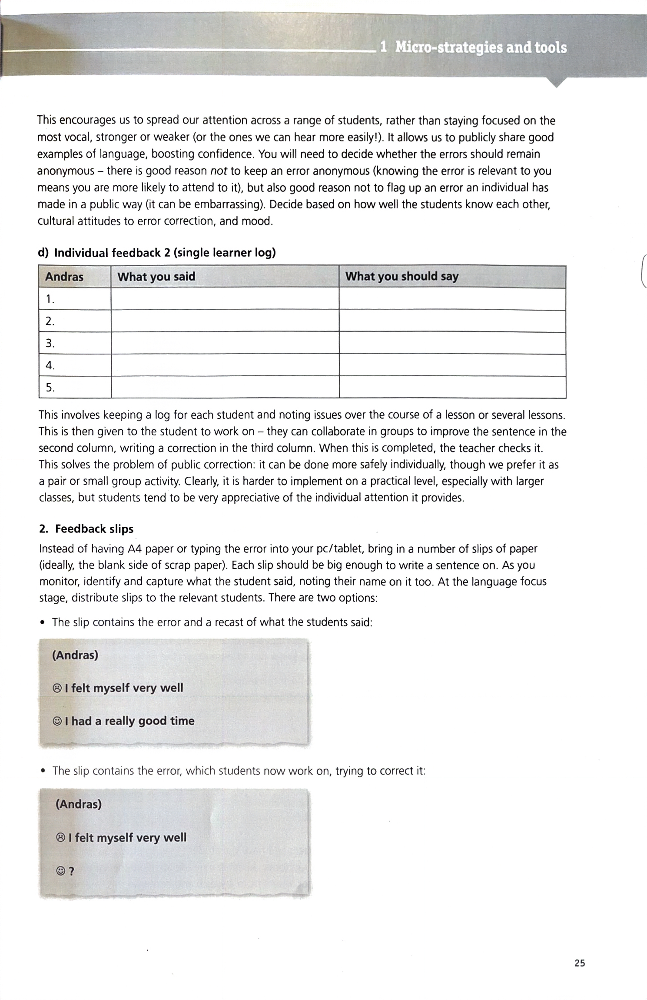 1 Micro-strategies and tools
This encourages us to spread our attention across a range of students, rather than staying focused on the
most vocal, stronger or weaker (or the ones we can hear more easily!). It allows us to publicly share good
examples of language, boosting confidence. You will need to decide whether the errors should remain
anonymous – there is good reason not to keep an error anonymous (knowing the error is relevant to you
means you are more likely to attend to it), but also good reason not to flag up an error an individual has
made in a public way (it can be embarrassing). Decide based on how well the students know each other,
cultural attitudes to error correction, and mood.
d) Individual feedback 2 (single learner log)
Andras What you said What you should say
1.
2.
3.
4.
5.
This involves keeping a log for each student and noting issues over the course of a lesson or several lessons.
This is then given to the student to work on – they can collaborate in groups to improve the sentence in the
second column, writing a correction in the third column. When this is completed, the teacher checks it.
This solves the problem of public correction: it can be done more safely individually, though we prefer it as
a pair or small group activity. Clearly, it is harder to implement on a practical level, especially with larger
classes, but students tend to be very appreciative of the individual attention it provides.
2. Feedback slips
Instead of having A4 paper or typing the error into your pc/tablet, bring in a number of slips of paper
(ideally, the blank side of scrap paper). Each slip should be big enough to write a sentence on. As you
monitor, identify and capture what the student said, noting their name on it too. At the language focus
stage, distribute slips to the relevant students. There are two options:
• The slip contains the error and a recast of what the students said:
(Andras)
☹ I felt myself very well
☺ I had a really good time
• The slip contains the error, which students now work on, trying to correct it:
(Andras)
☹ I felt myself very well
☺ ?
25